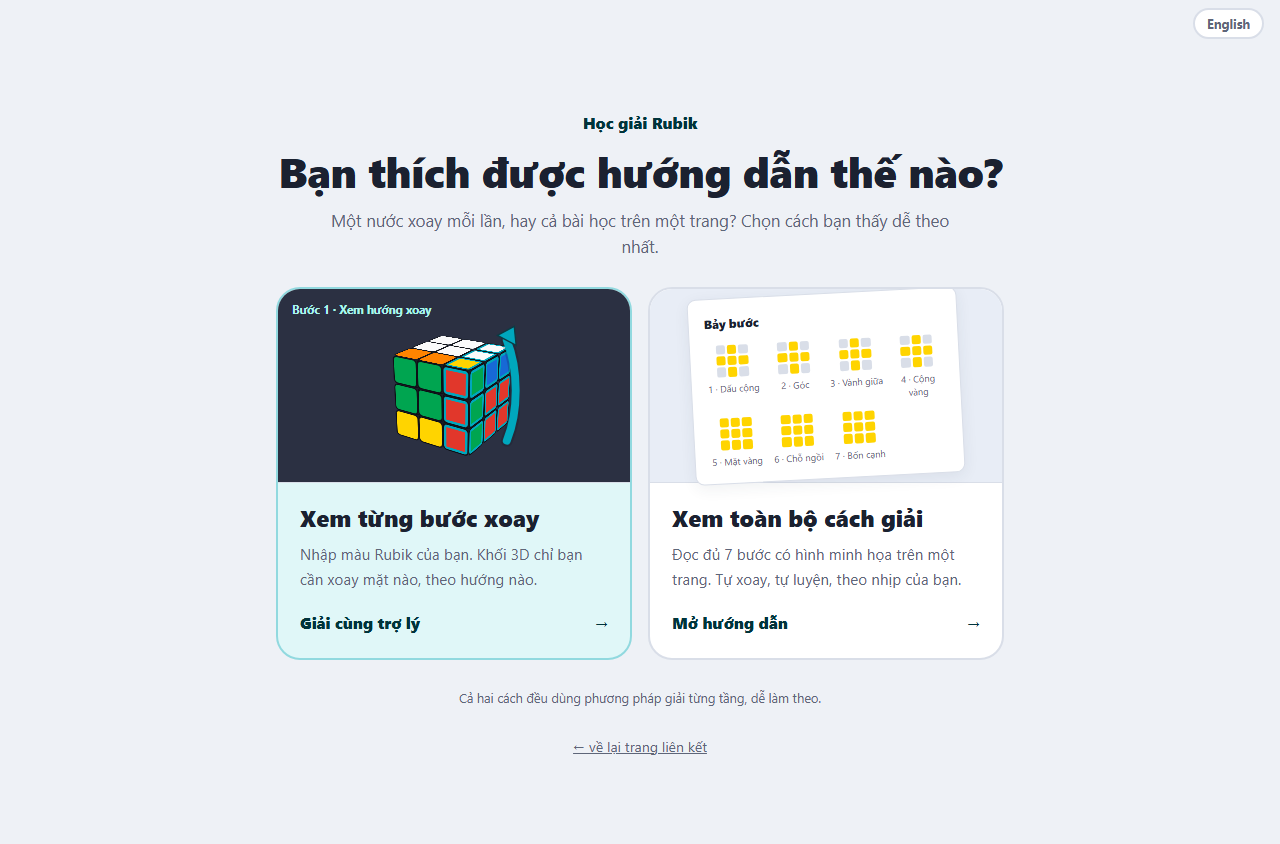 English
Học giải Rubik
Bạn thích được hướng dẫn thế nào?
Một nước xoay mỗi lần, hay cả bài học trên một trang? Chọn cách bạn thấy dễ theo
nhất.
Bước 1 · Xem hướng xoay
Xem từng bước xoay
Nhập màu Rubik của bạn. Khối 3D chỉ bạn
cần xoay mặt nào, theo hướng nào.
Giải cùng trợ lý →
Bảy bước
1 · Dấu cộng
2 · Góc
3 · Vành giữa
4 · Cộng
vàng
5 · Mặt vàng
6 · Chỗ ngồi
7 · Bốn cạnh
Xem toàn bộ cách giải
Đọc đủ 7 bước có hình minh họa trên một
trang. Tự xoay, tự luyện, theo nhịp của bạn.
Mở hướng dẫn →
Cả hai cách đều dùng phương pháp giải từng tầng, dễ làm theo.
← về lại trang liên kết